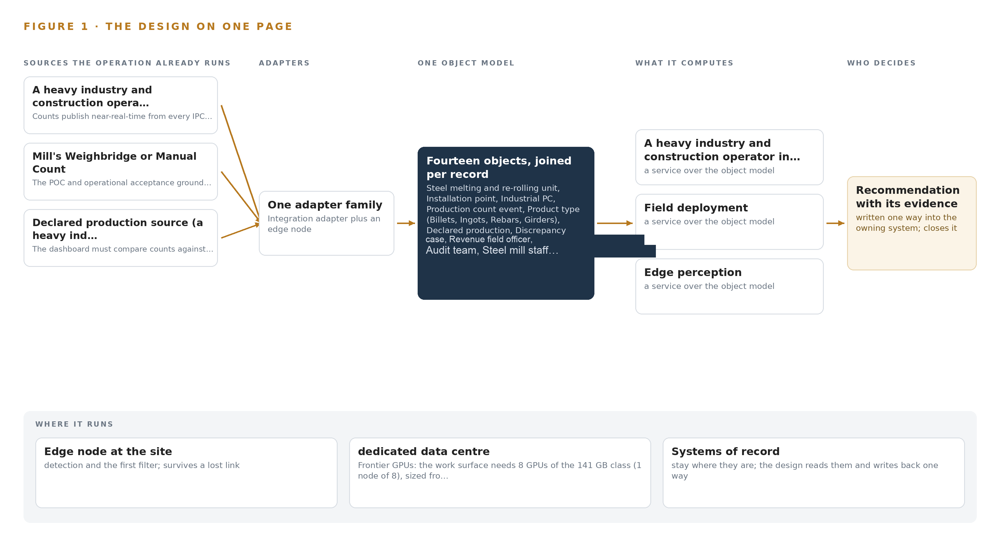 FIGURE 1 · THE DESIGN ON ONE PAGE
SOURCES THE OPERATION ALREADY RUNS
A heavy industry and
construction opera…
Counts publish near-real-time from every IPC…
Mill's Weighbridge or Manual
Count
The POC and operational acceptance ground…
Declared production source (a
heavy ind…
The dashboard must compare counts against…
ADAPTERS
One adapter family
Integration adapter plus an
edge node
ONE OBJECT MODEL
Fourteen objects, joined
per record
Steel melting and re-rolling unit,
Installation point, Industrial PC,
Production count event, Product type
(Billets, Ingots, Rebars, Girders),
Declared production, Discrepancy
case, Revenue field officer,
Audit team, Steel mill staff…
WHAT IT COMPUTES
A heavy industry and
construction operator in…
a service over the object model
Field deployment
a service over the object model
Edge perception
a service over the object model
WHO DECIDES
Recommendation
with its evidence
written one way into the
owning system; closes it
WHERE IT RUNS
Edge node at the site
detection and the first filter; survives a lost link
dedicated data centre
Frontier GPUs: the work surface needs 8 GPUs of the 141 GB class (1
node of 8), sized fro…
Systems of record
stay where they are; the design reads them and writes back one
way